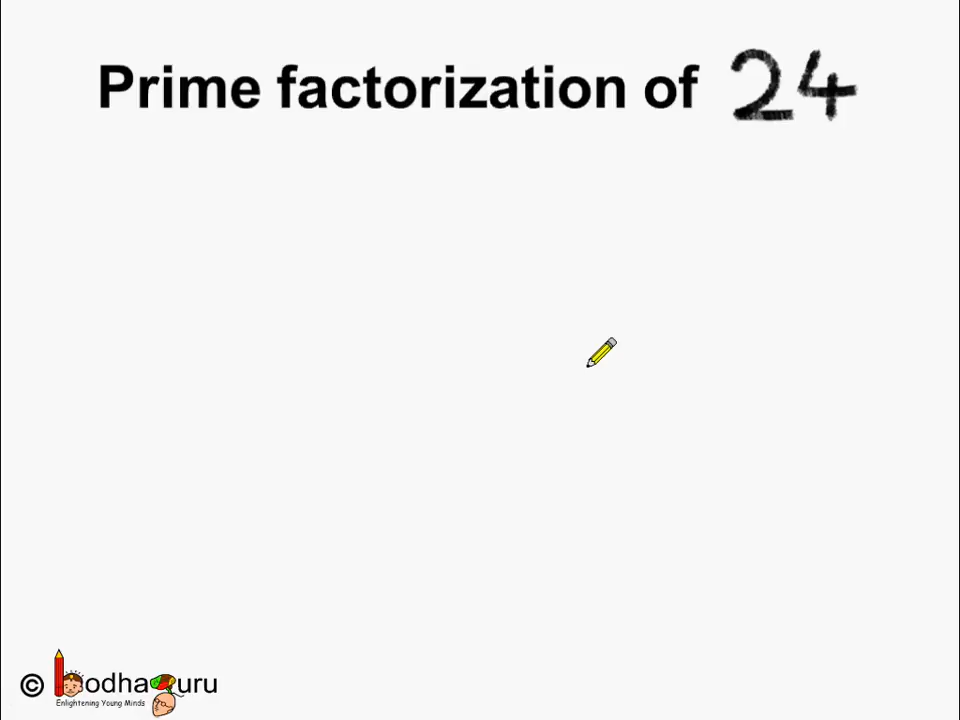 Prime factorization of 24
© bodhaGuru
Enlightening Young Minds